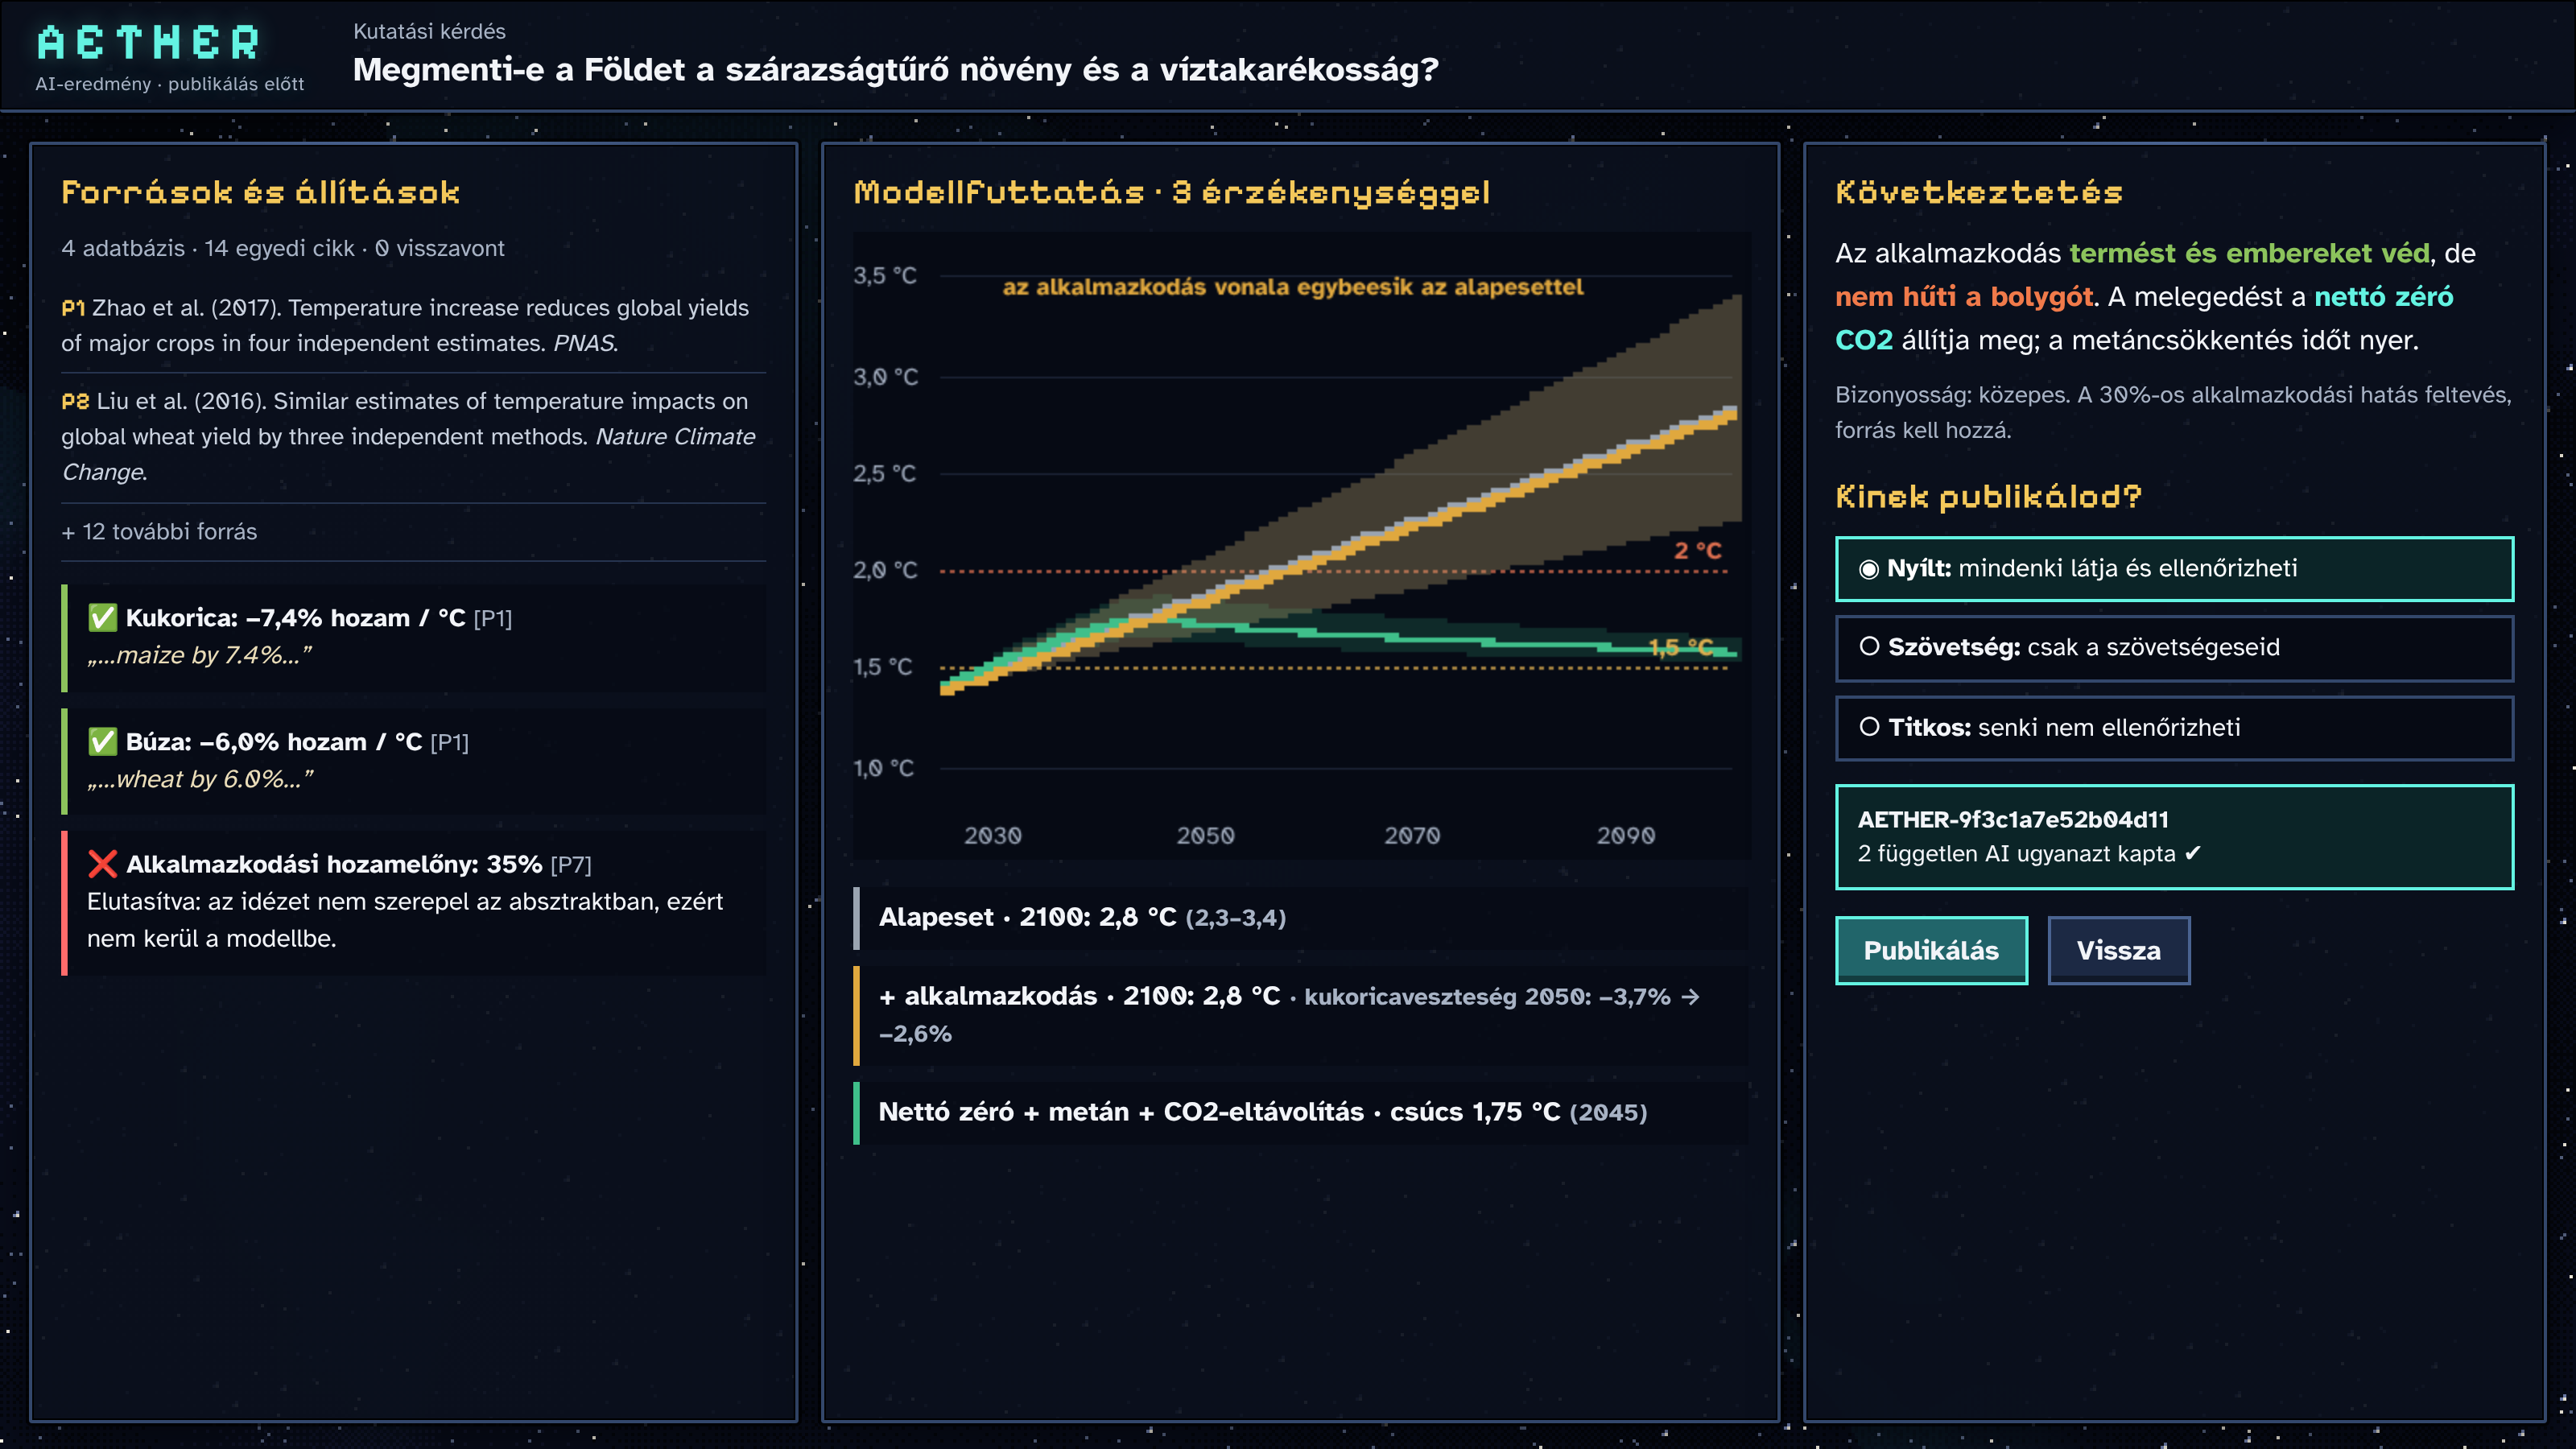 AETHER
AI-eredmény · publikálás előtt
Kutatási kérdés
Megmenti-e a Földet a szárazságtűrő növény és a víztakarékosság?
Források és állítások
4 adatbázis · 14 egyedi cikk · 0 visszavont
P1 Zhao et al. (2017). Temperature increase reduces global yields
of major crops in four independent estimates. PNAS.
P2 Liu et al. (2016). Similar estimates of temperature impacts on
global wheat yield by three independent methods. Nature Climate
Change.
+ 12 további forrás
✅ Kukorica: −7,4% hozam / °C [P1]
„…maize by 7.4%…”
✅ Búza: −6,0% hozam / °C [P1]
„…wheat by 6.0%…”
❌ Alkalmazkodási hozamelőny: 35% [P7]
Elutasítva: az idézet nem szerepel az absztraktban, ezért
nem kerül a modellbe.
Modellfuttatás · 3 érzékenységgel
3,5 °C
az alkalmazkodás vonala egybeesik az alapesettel
3,0 °C
2,5 °C
2 °C
2,0 °C
1,5 °C
1,5 °C
1,0 °C
2030 2050 2070 2090
Alapeset · 2100: 2,8 °C (2,3–3,4)
+ alkalmazkodás · 2100: 2,8 °C · kukoricaveszteség 2050: −3,7% →
−2,6%
Nettó zéró + metán + CO2-eltávolítás · csúcs 1,75 °C (2045)
Következtetés
Az alkalmazkodás termést és embereket véd, de
nem hűti a bolygót. A melegedést a nettó zéró
CO2 állítja meg; a metáncsökkentés időt nyer.
Bizonyosság: közepes. A 30%-os alkalmazkodási hatás feltevés,
forrás kell hozzá.
Kinek publikálod?
◉ Nyílt: mindenki látja és ellenőrizheti
○ Szövetség: csak a szövetségeseid
○ Titkos: senki nem ellenőrizheti
AETHER-9f3c1a7e52b04d11
2 független AI ugyanazt kapta ✔
Publikálás Vissza